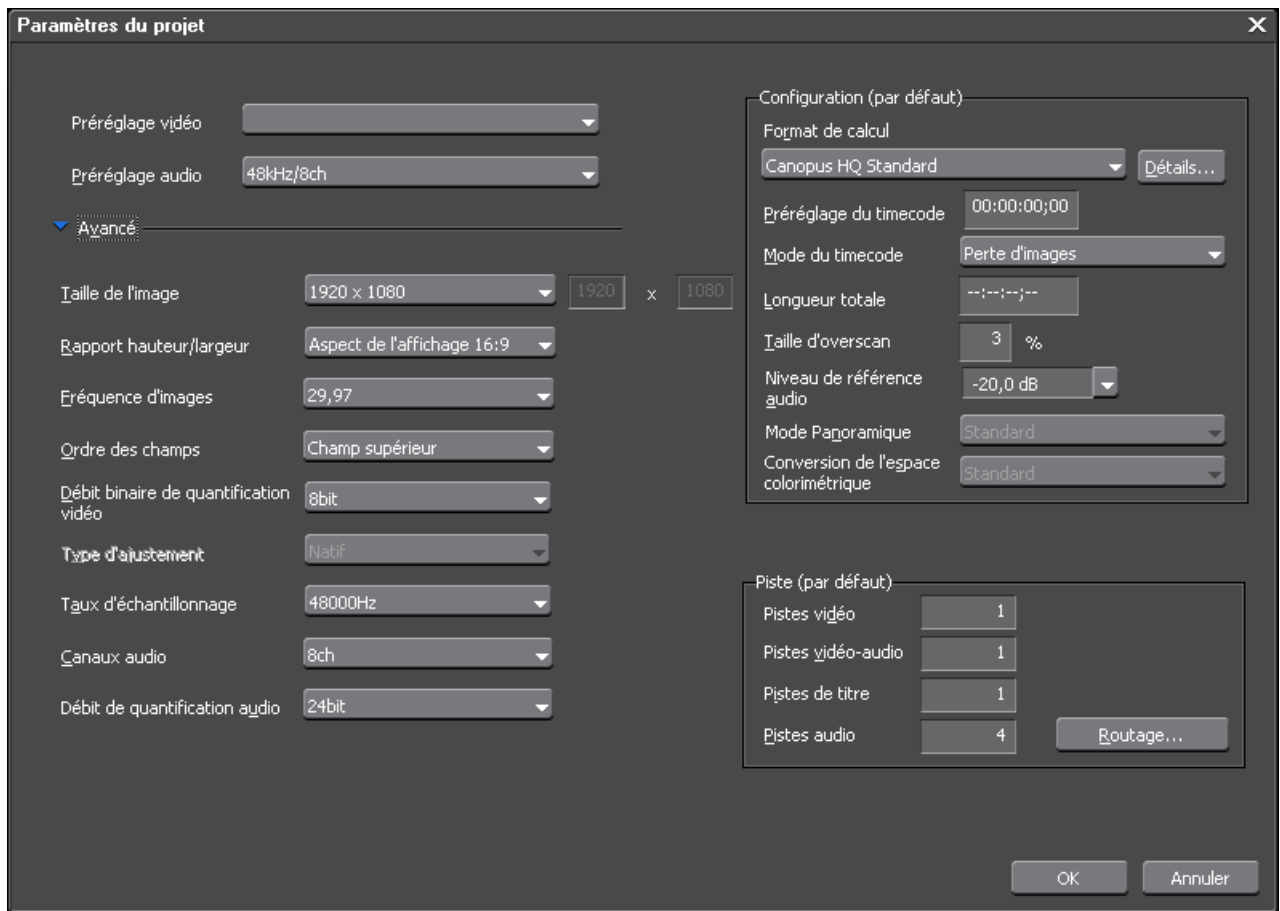 Paramètres du projet
Préréglage vidéo
Préréglage audio 48kHz/8ch
Avancé
Taille de l'image 1920 x 1080 1920 x 1080
Rapport hauteur/largeur Aspect de l'affichage 16:9
Fréquence d'images 29,97
Ordre des champs Champ supérieur
Débit binaire de quantification
vidéo 8bit
Type d'ajustement Natif
Taux d'échantillonnage 48000Hz
Canaux audio 8ch
Débit de quantification audio 24bit
Configuration (par défaut)
Format de calcul
Canopus HQ Standard Détails...
Préréglage du timecode 00:00:00;00
Mode du timecode Perte d'images
Longueur totale --:--:--;--
Taille d'overscan 3 %
Niveau de référence
audio -20,0 dB
Mode Panoramique Standard
Conversion de l'espace
colorimétrique Standard
Piste (par défaut)
Pistes vidéo 1
Pistes vidéo-audio 1
Pistes de titre 1
Pistes audio 4 Routage...
OK Annuler